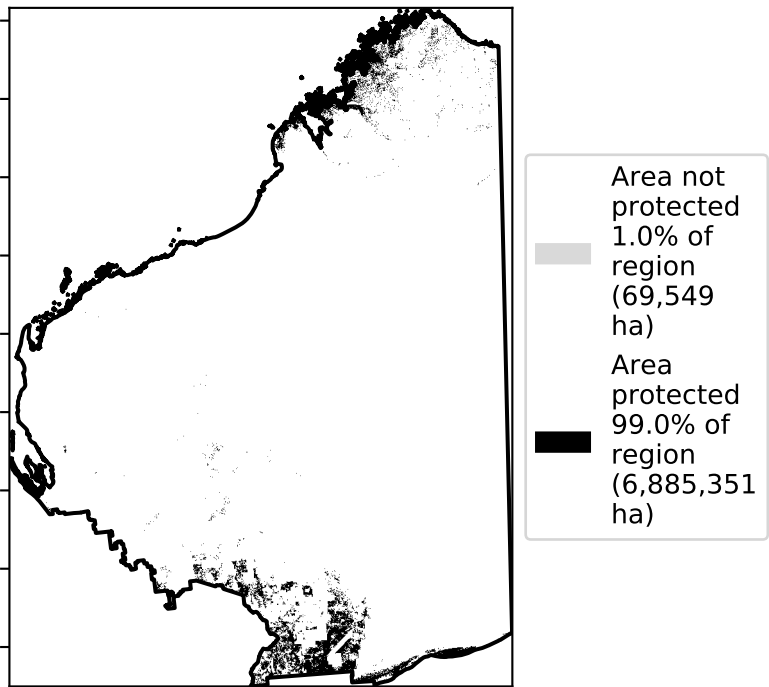 Area not
protected
1.0% of
region
(69,549
ha)
Area
protected
99.0% of
region
(6,885,351
ha)